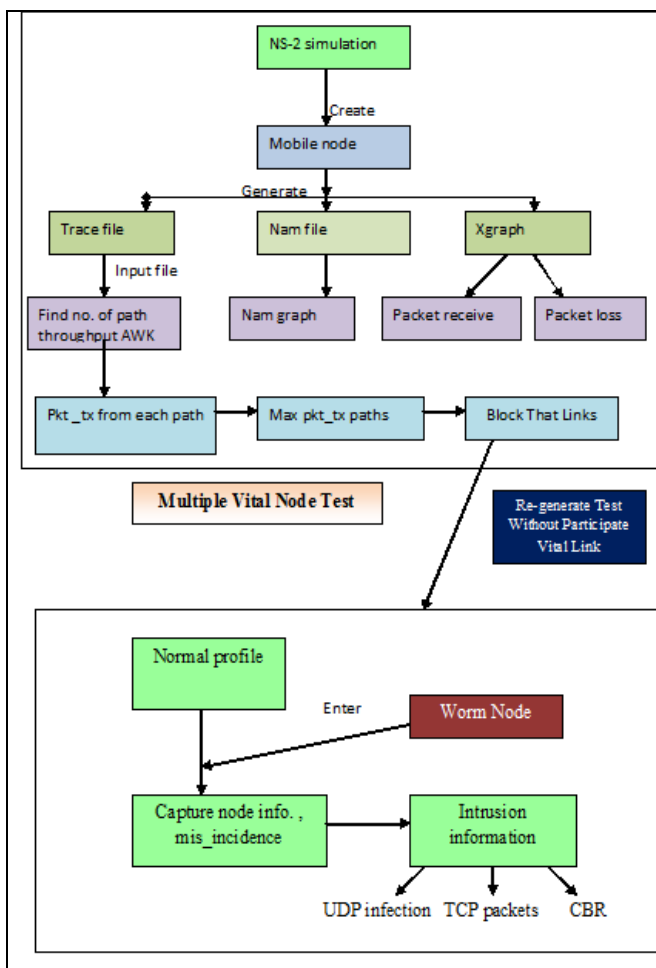 NS-2 simulation
Create
Mobile node
Generate
Trace file
Nam file
Xgraph
Input file
Find no. of path
throughput AWK
Nam graph
Packet receive
Packet loss
Pkt _tx from each path
Max pkt_tx paths
Block That Links
Multiple Vital Node Test
Re-generate Test
Without Participate
Vital Link
Normal profile
Enter
Worm Node
Capture node info. ,
mis_incidence
Intrusion
information
UDP infection
TCP packets
CBR